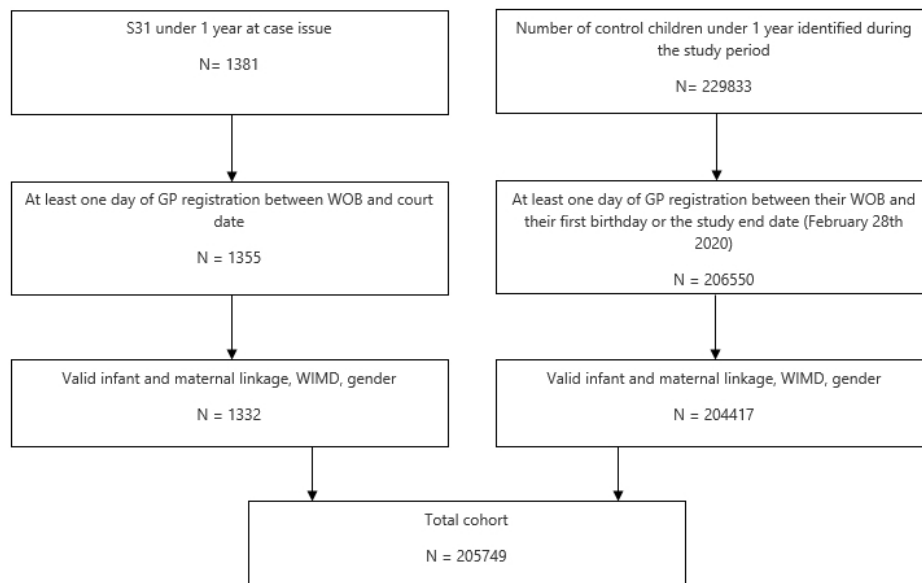 S31 under 1 year at case issue
N= 1381
Number of control children under 1 year identified during
the study period
N= 229833
At least one day of GP registration between WOB and court
date
N = 1355
At least one day of GP registration between their WOB and
their first birthday or the study end date (February 28th
2020)
N = 206550
Valid infant and maternal linkage, WIMD, gender
N = 1332
Valid infant and maternal linkage, WIMD, gender
N = 204417
Total cohort
N = 205749